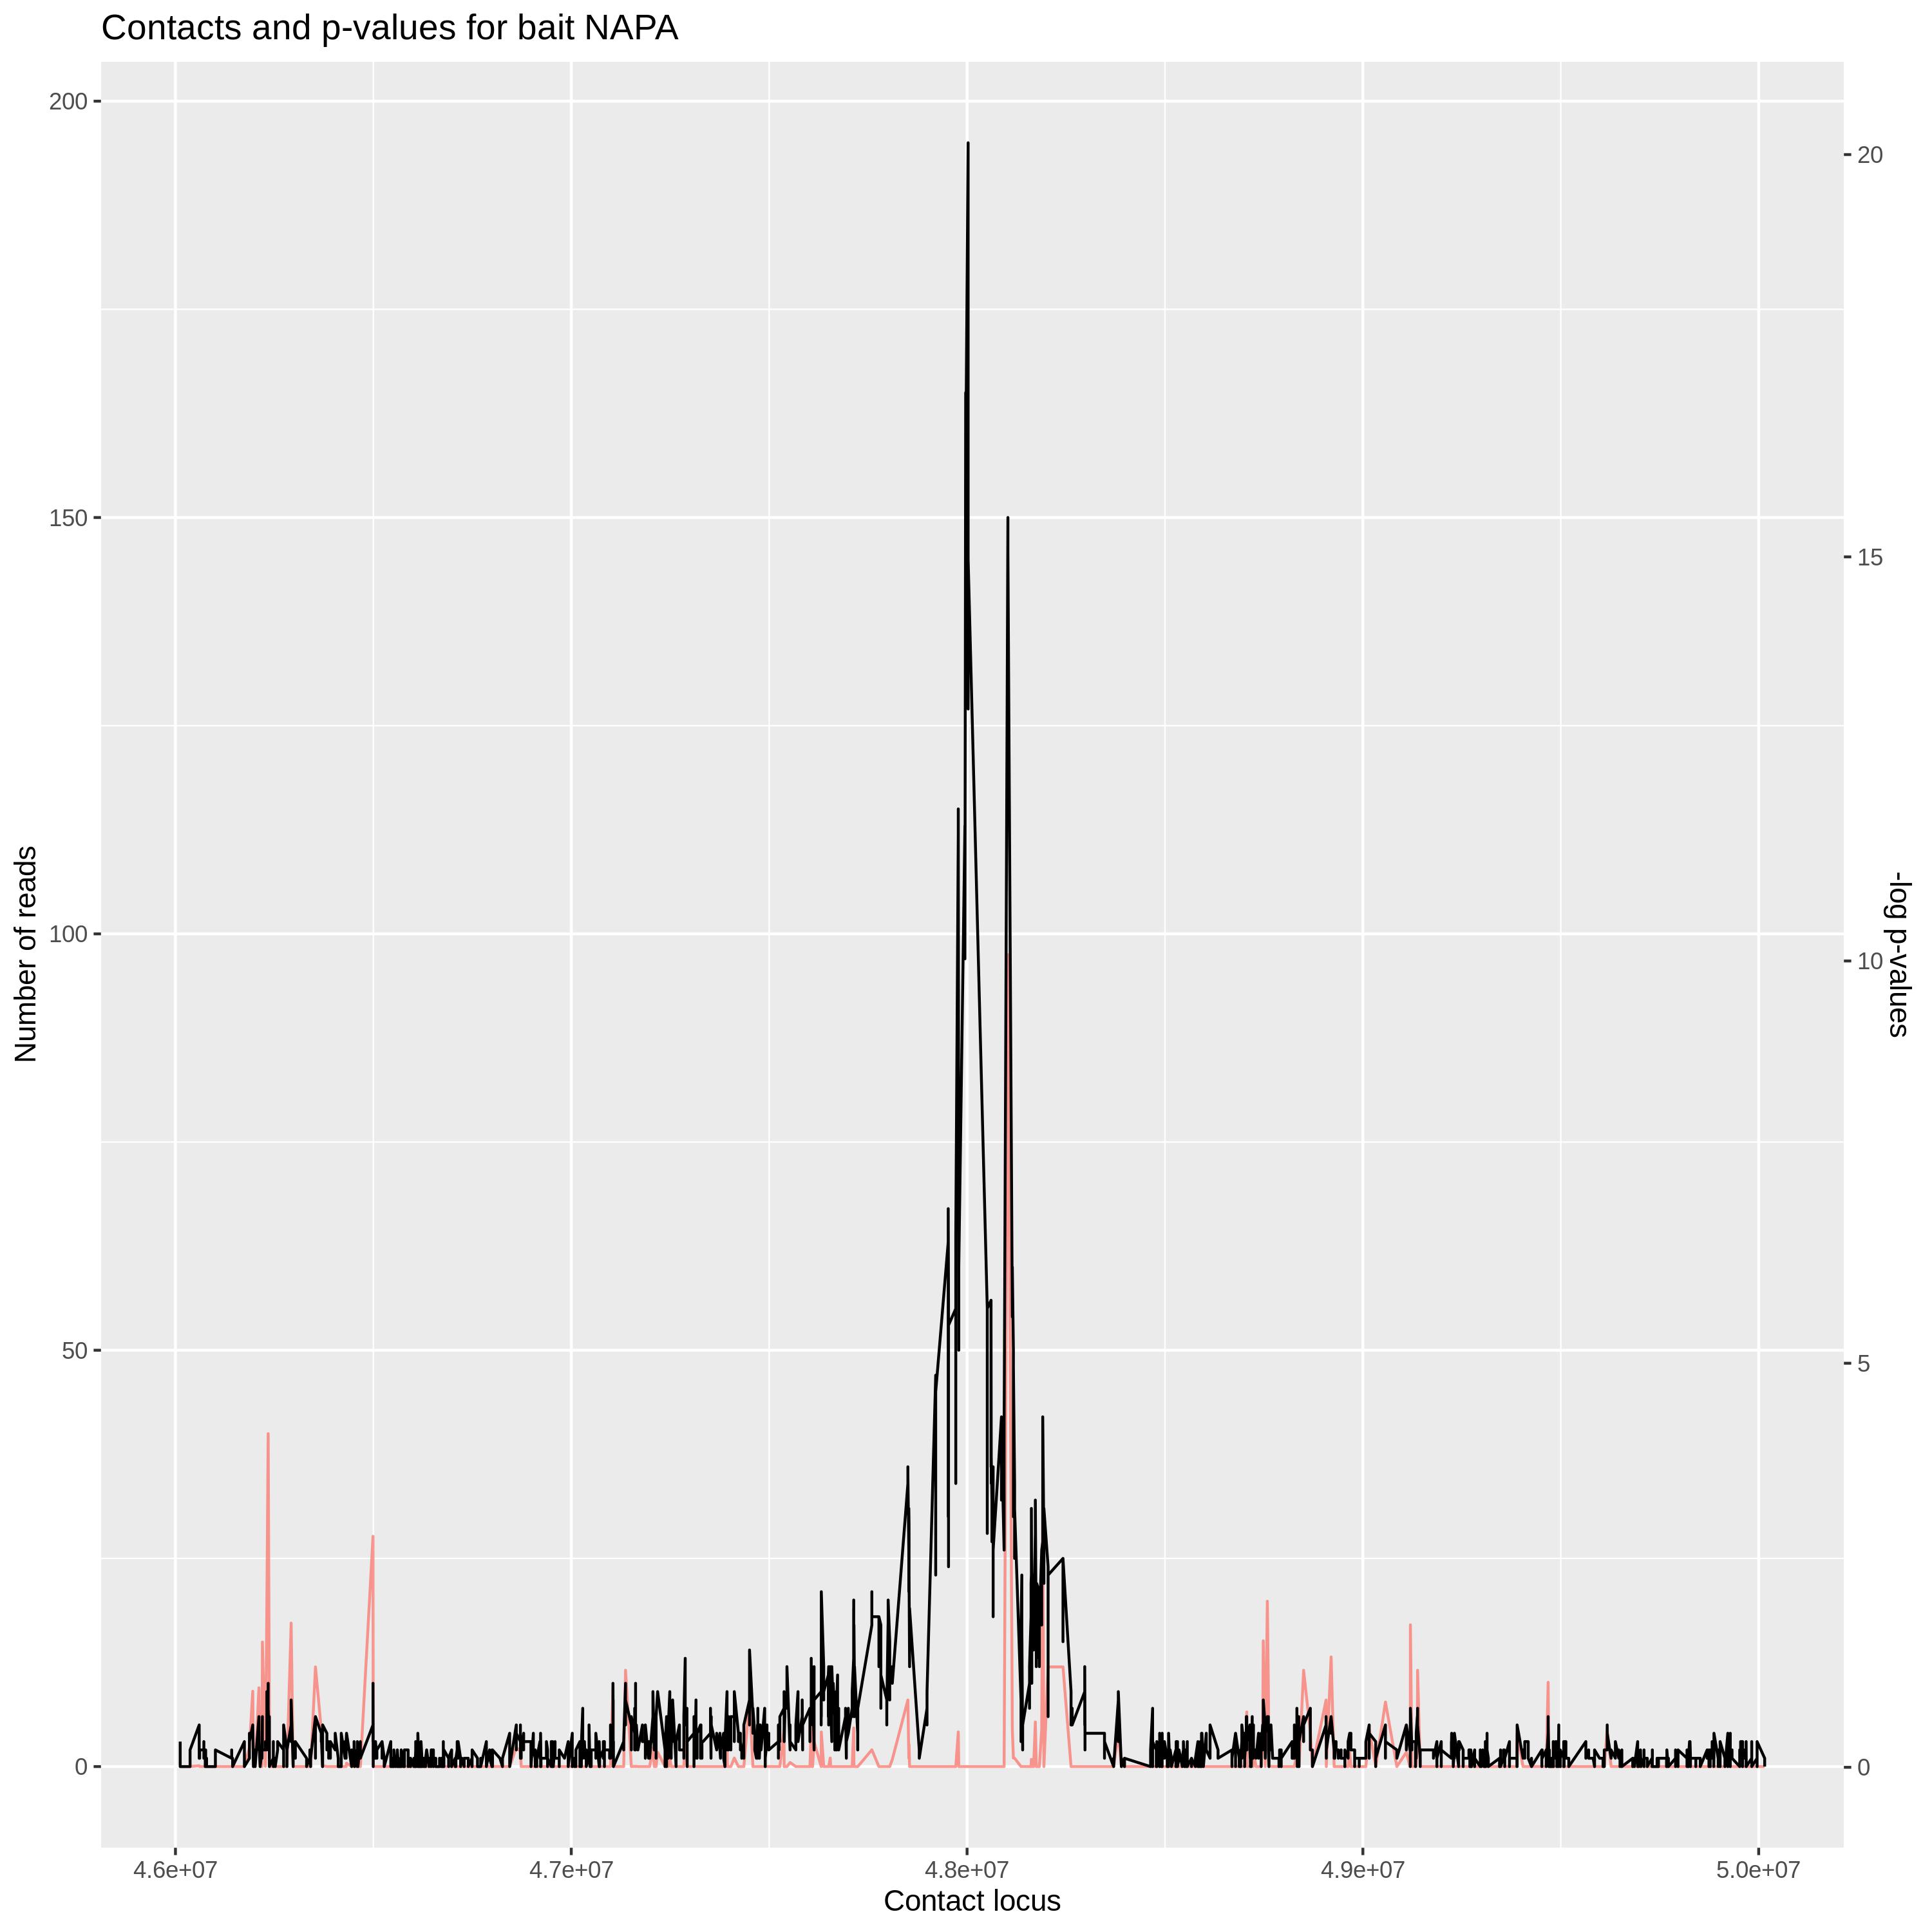 Contacts and p-values for bait NAPA
200
150
100
50
0
Number of reads
20
15
10
5
0
-log p-values
4.6e+07
4.7e+07
4.8e+07
4.9e+07
5.0e+07
Contact locus